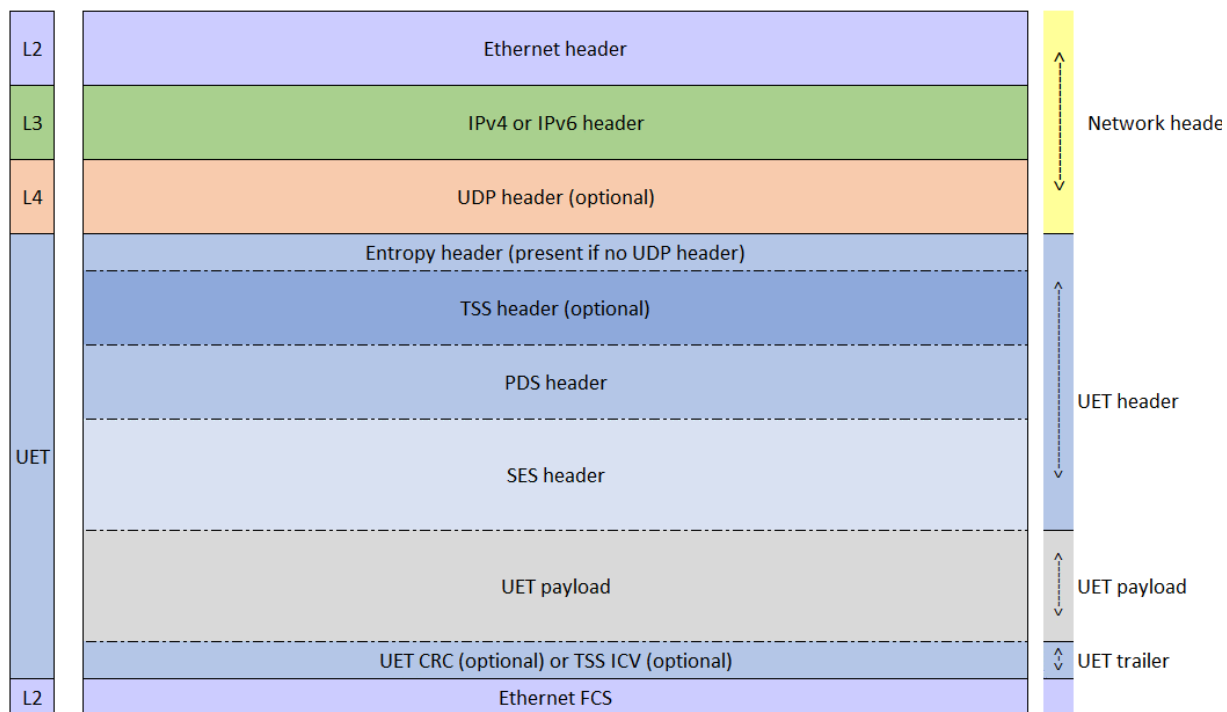 L2
Ethernet header
L3
IPv4 or IPv6 header
Network heade
L4
UDP header (optional)
Entropy header (present if no UDP header)
TSS header (optional)
PDS header
UET header
UET
SES header
UET payload
UET payload
UET CRC (optional) or TSS ICV (optional)
UET trailer
L2
Ethernet FCS